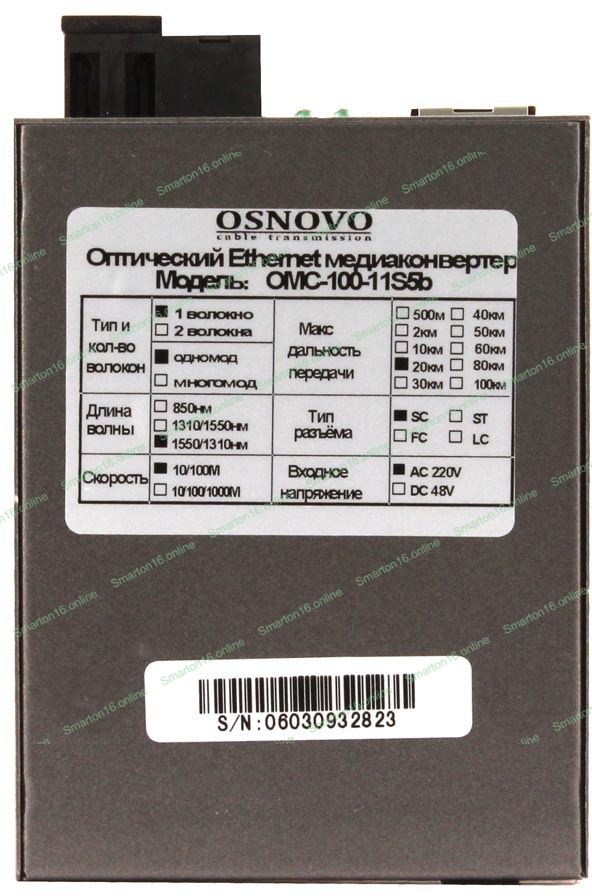 OSNOVO
cable transmission
Оптический Ethernet медиаконвертер
Модель: OMC-100-11S5b
Тип и кол-во волокон
■ 1 волокно
□ 2 волокна
■ одномод
□ многомод
Макс дальность передачи
□ 500м □ 40км
□ 2км □ 50км
□ 10км □ 60км
■ 20км □ 80км
□ 30км □ 100км
Длина волны
□ 850нм
□ 1310/1550нм
■ 1550/1310нм
Тип разъёма
■ SC □ ST
□ FC □ LC
Скорость
■ 10/100M
□ 10/100/1000M
Входное напряжение
■ AC 220V
□ DC 48V
S/N:06030932823
Smarton16.online